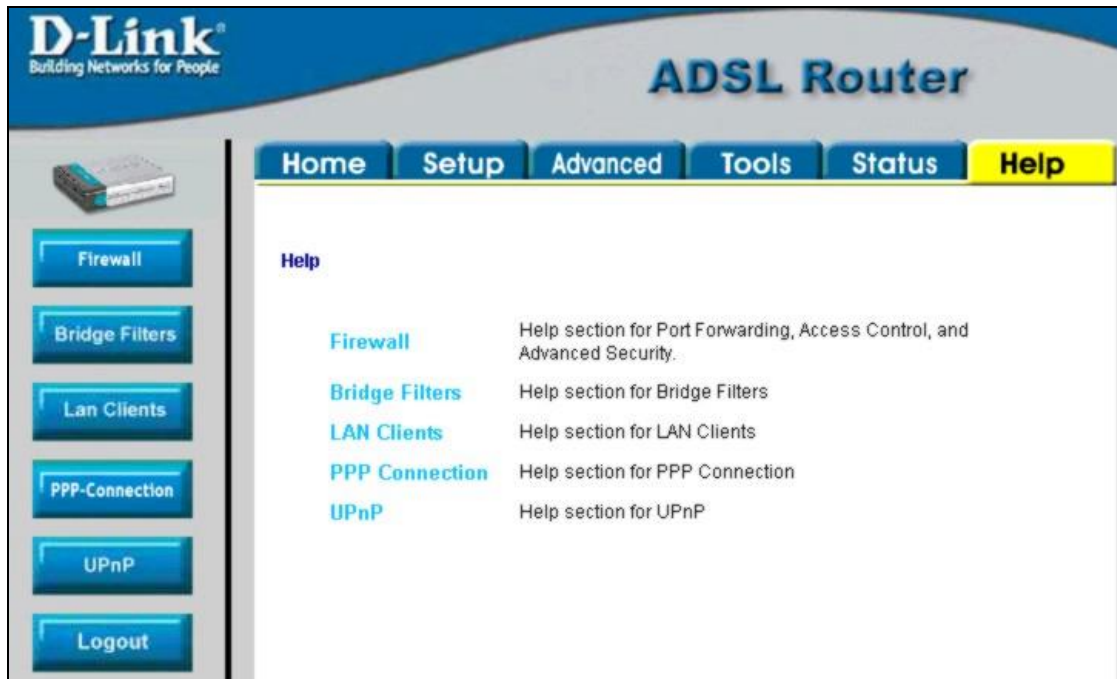 D-Link®
Building Networks for People
ADSL Router
Home
Setup
Advanced
Tools
Status
Help
Firewall
Bridge Filters
Lan Clients
PPP-Connection
UPnP
Logout
Help
Firewall
Help section for Port Forwarding, Access Control, and
Advanced Security.
Bridge Filters
Help section for Bridge Filters
LAN Clients
Help section for LAN Clients
PPP Connection
Help section for PPP Connection
UPnP
Help section for UPnP